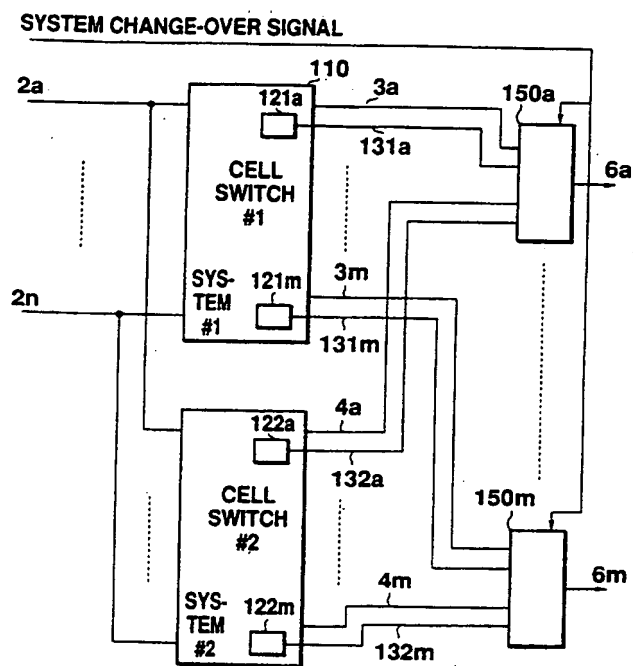 SYSTEM CHANGE-OVER SIGNAL
110
2a
3a
150a
121a
131a
6a
CELL
SWITCH
#1
3m
121m
SYS-
TEM
#1
2n
131m
4a
122a
132a
CELL
SWITCH
#2
150m
4m
6m
SYS-
TEM
#2
122m
132m